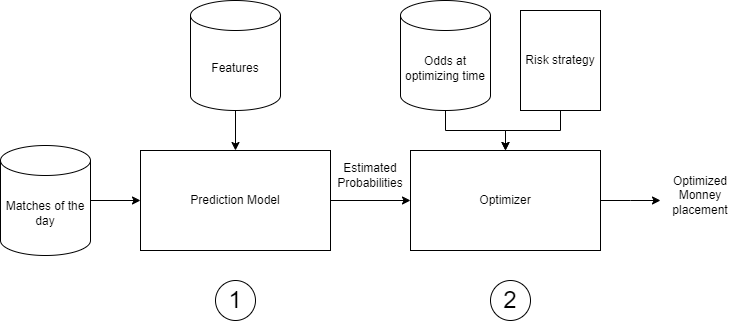 Features
Odds at
optimizing time
Risk strategy
Matches of the
day
Prediction Model
Estimated
Probabilities
Optimizer
Optimized
Monney
placement
1
2